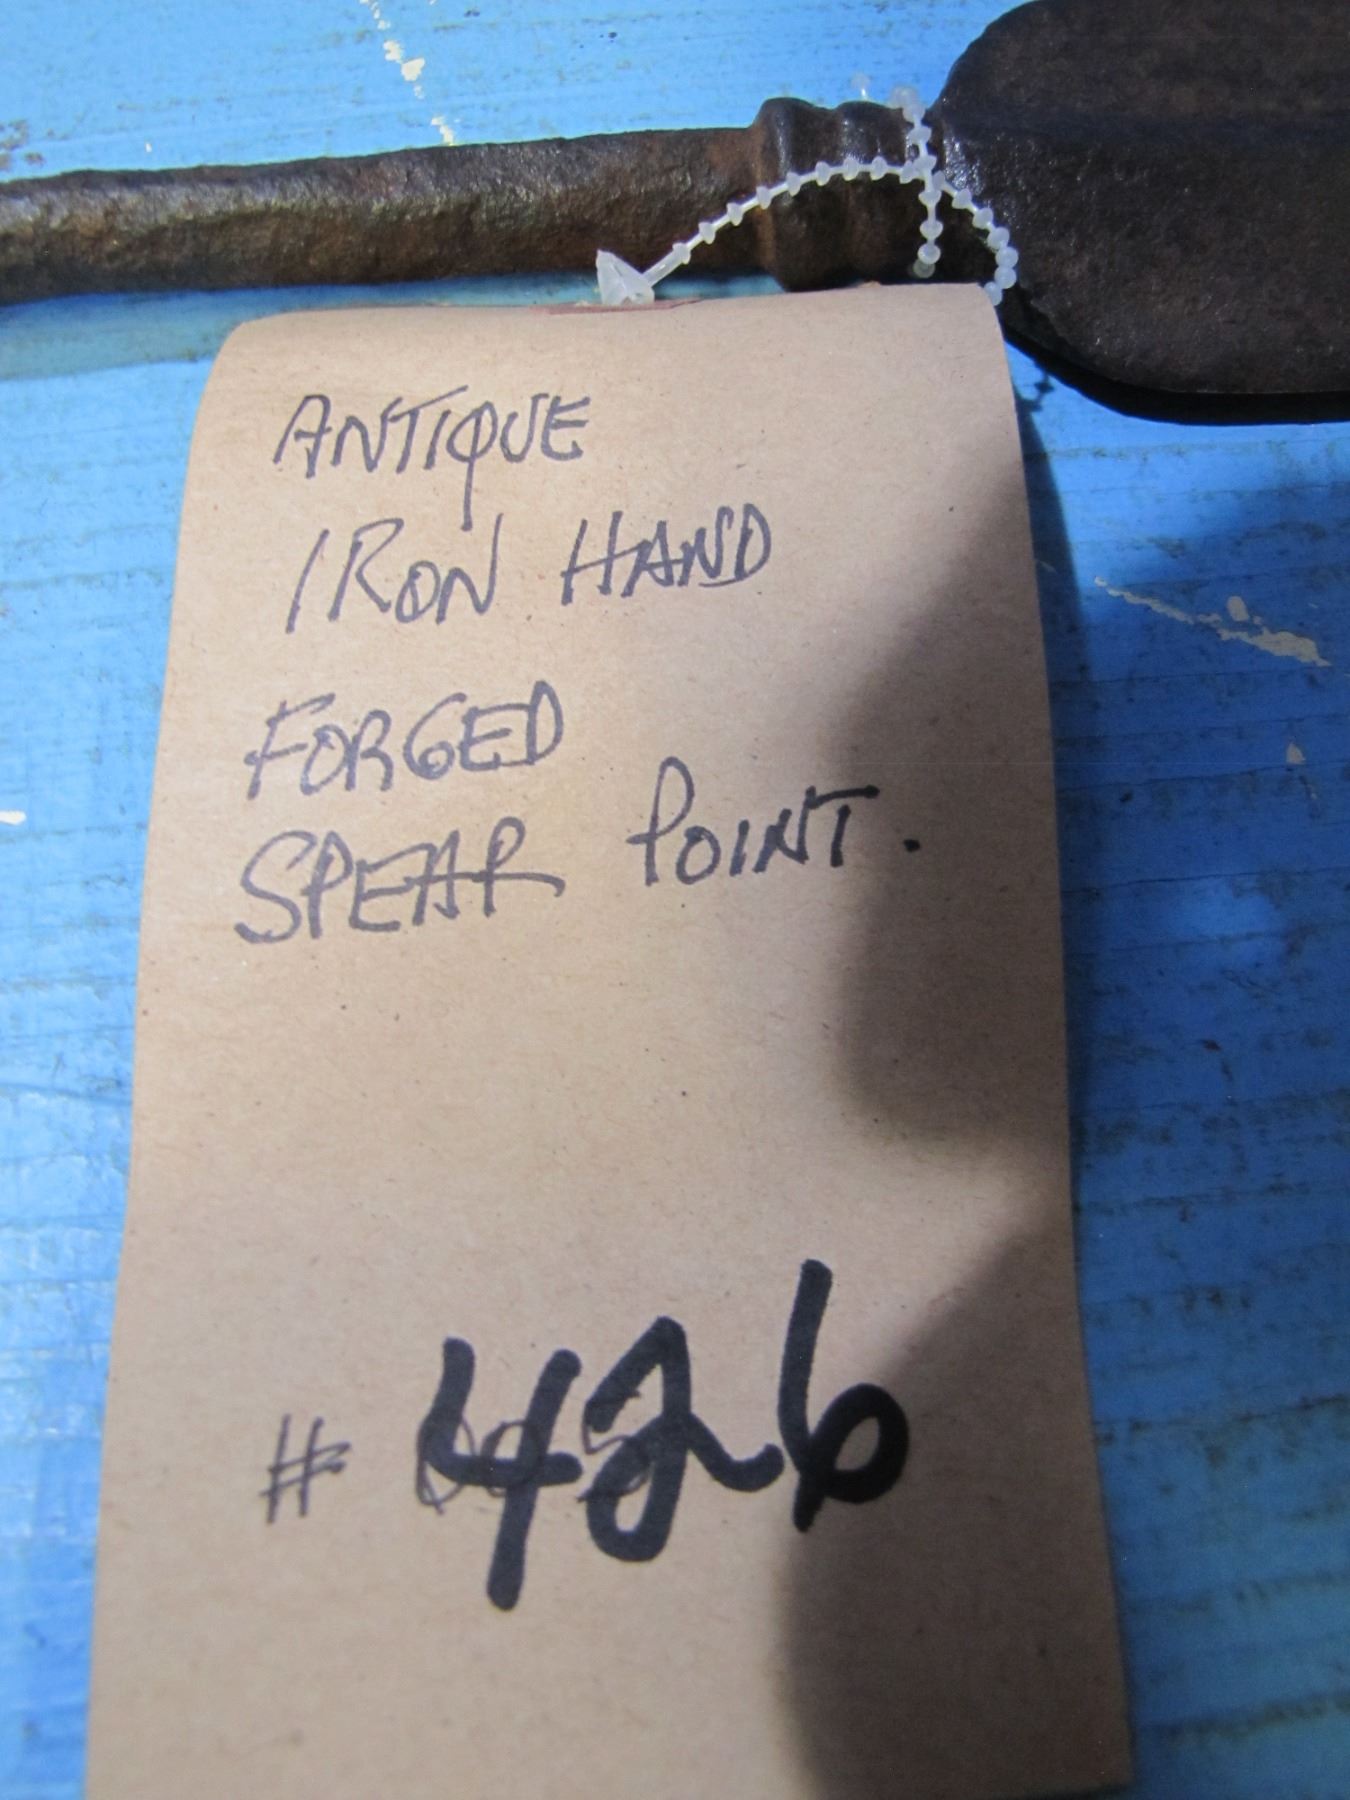 ANTIQUE
IRON HAND
FORGED
SPEAR POINT.
# 426